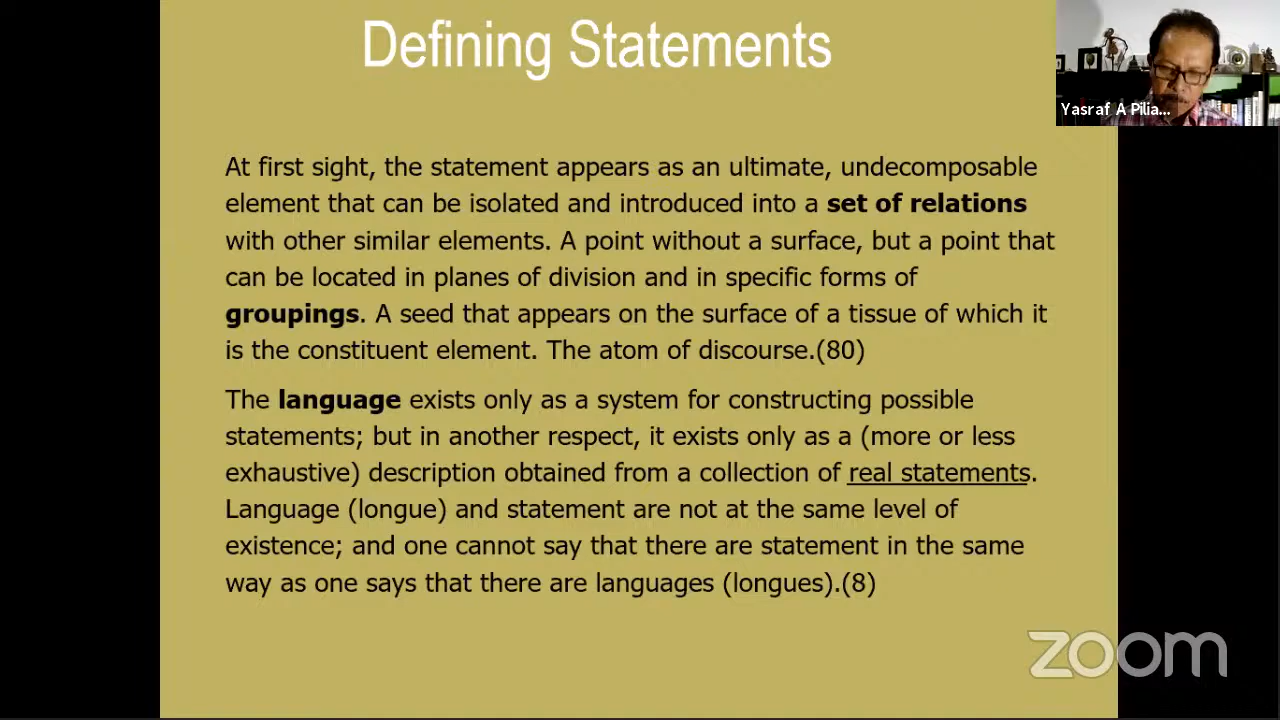 Defining Statements
Yasraf A Pilia...
At first sight, the statement appears as an ultimate, undecomposable
element that can be isolated and introduced into a set of relations
with other similar elements. A point without a surface, but a point that
can be located in planes of division and in specific forms of
groupings. A seed that appears on the surface of a tissue of which it
is the constituent element. The atom of discourse.(80)
The language exists only as a system for constructing possible
statements; but in another respect, it exists only as a (more or less
exhaustive) description obtained from a collection of real statements.
Language (longue) and statement are not at the same level of
existence; and one cannot say that there are statement in the same
way as one says that there are languages (longues).(8)
zoom